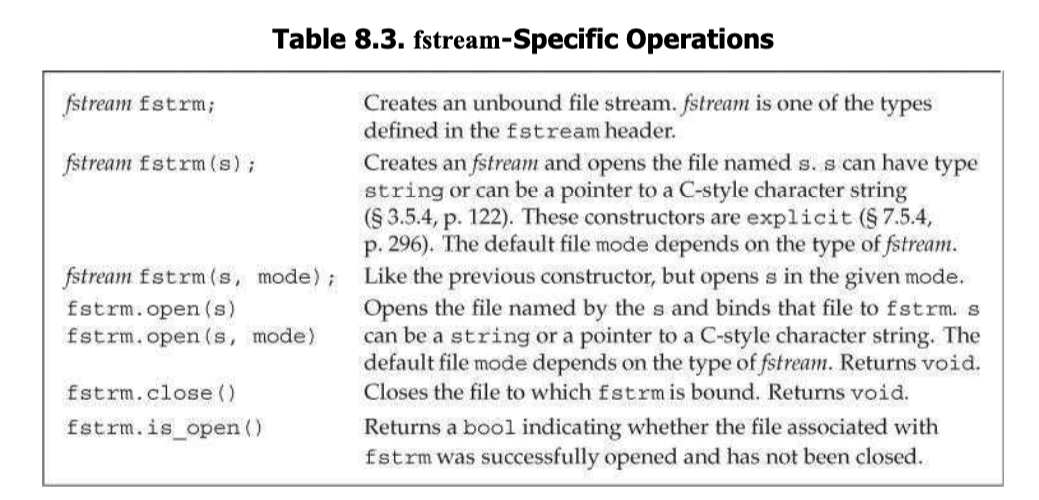 Table 8.3. fstream-Specific Operations
fstream fstrm; Creates an unbound file stream. fstream is one of the types
defined in the fstream header.
fstream fstrm(s); Creates an fstream and opens the file named s. s can have type
string or can be a pointer to a C-style character string
(§ 3.5.4, p. 122). These constructors are explicit (§ 7.5.4,
p. 296). The default file mode depends on the type of fstream.
fstream fstrm(s, mode); Like the previous constructor, but opens s in the given mode.
fstrm.open(s) Opens the file named by the s and binds that file to fstrm. s
fstrm.open(s, mode) can be a string or a pointer to a C-style character string. The
default file mode depends on the type of fstream. Returns void.
fstrm.close() Closes the file to which fstrm is bound. Returns void.
fstrm.is_open() Returns a bool indicating whether the file associated with
fstrm was successfully opened and has not been closed.